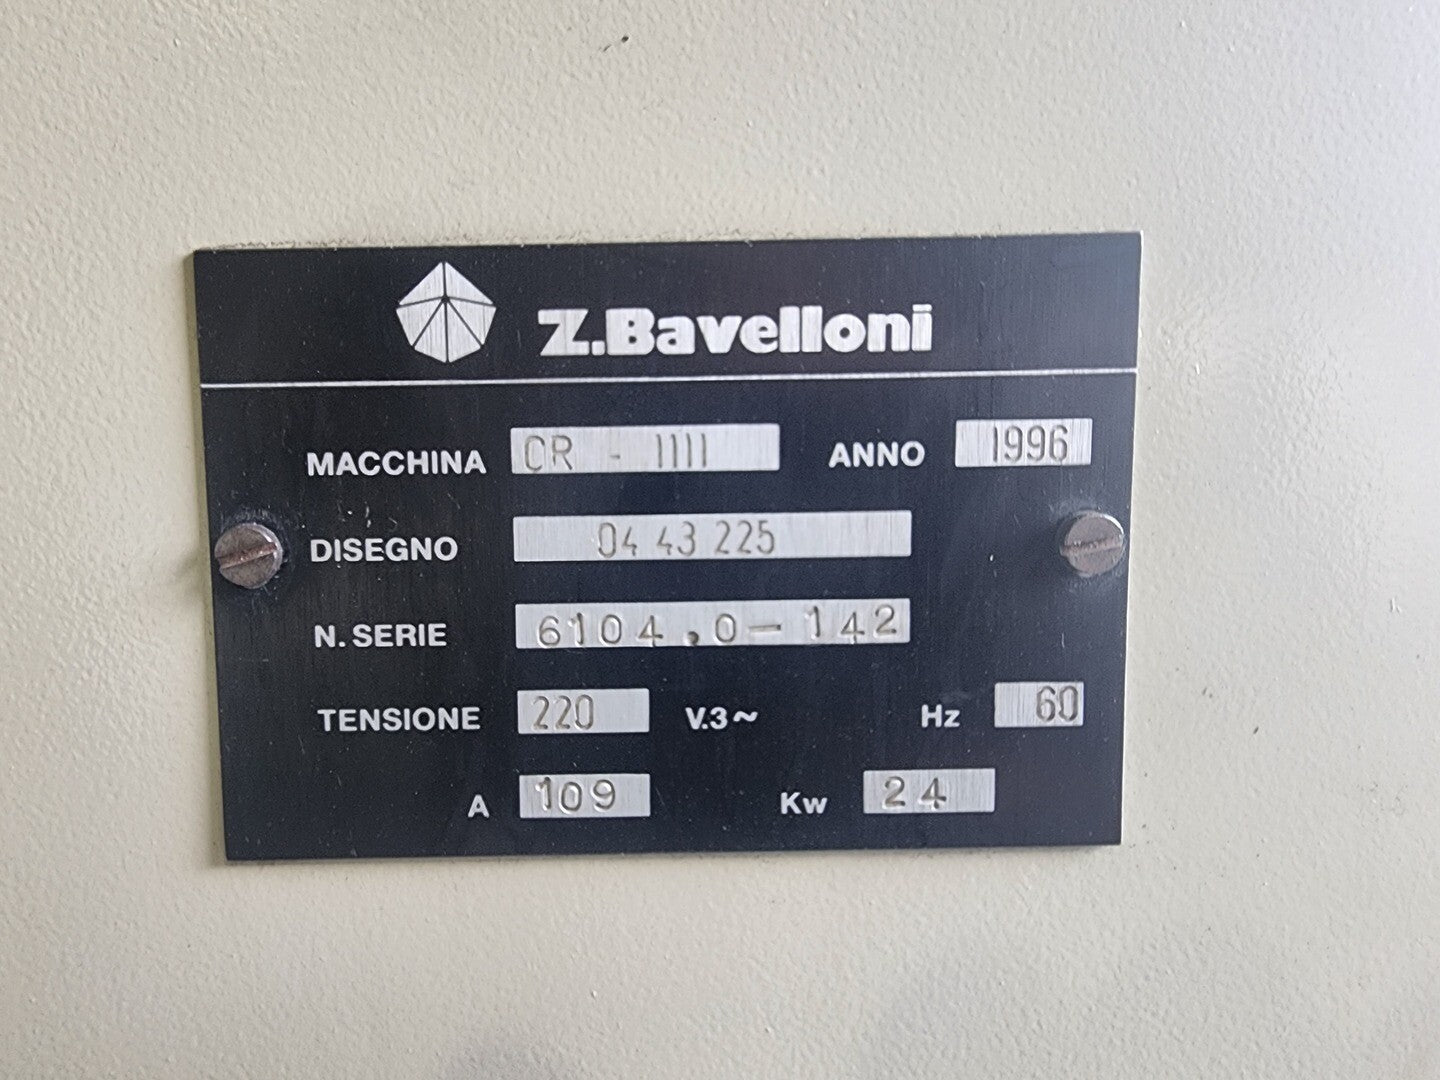 Z.Bavelloni
MACCHINA CR - 1111 ANNO 1996
DISEGNO 04 43 225
N. SERIE 6104.0-142
TENSIONE 220 V.3~ Hz 60
A 109 Kw 24